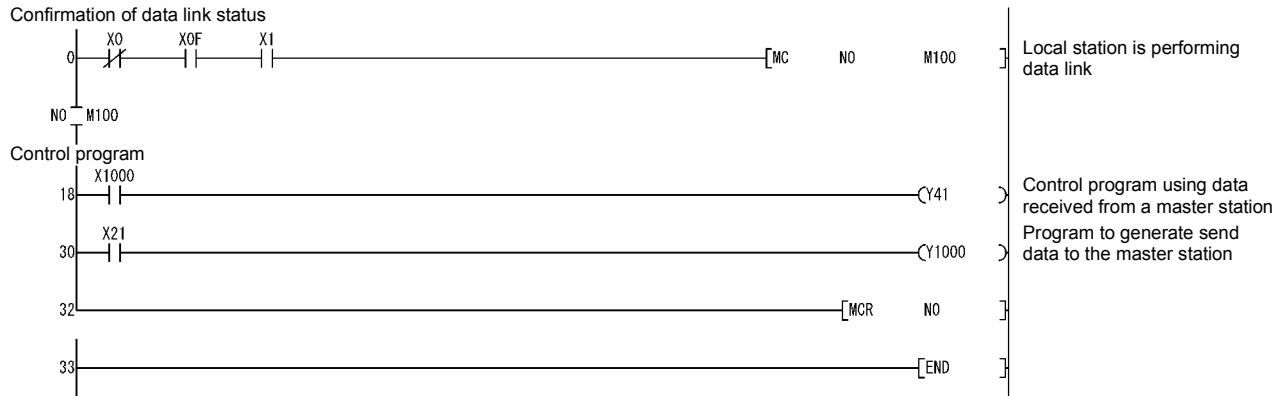 Confirmation of data link status
X0 X0F X1
0 MC N0 M100 Local station is performing
data link
N0 M100
Control program
X1000
18 Y41 Control program using data
received from a master station
X21 Program to generate send
30 Y1000 data to the master station
32 MCR N0
33 END